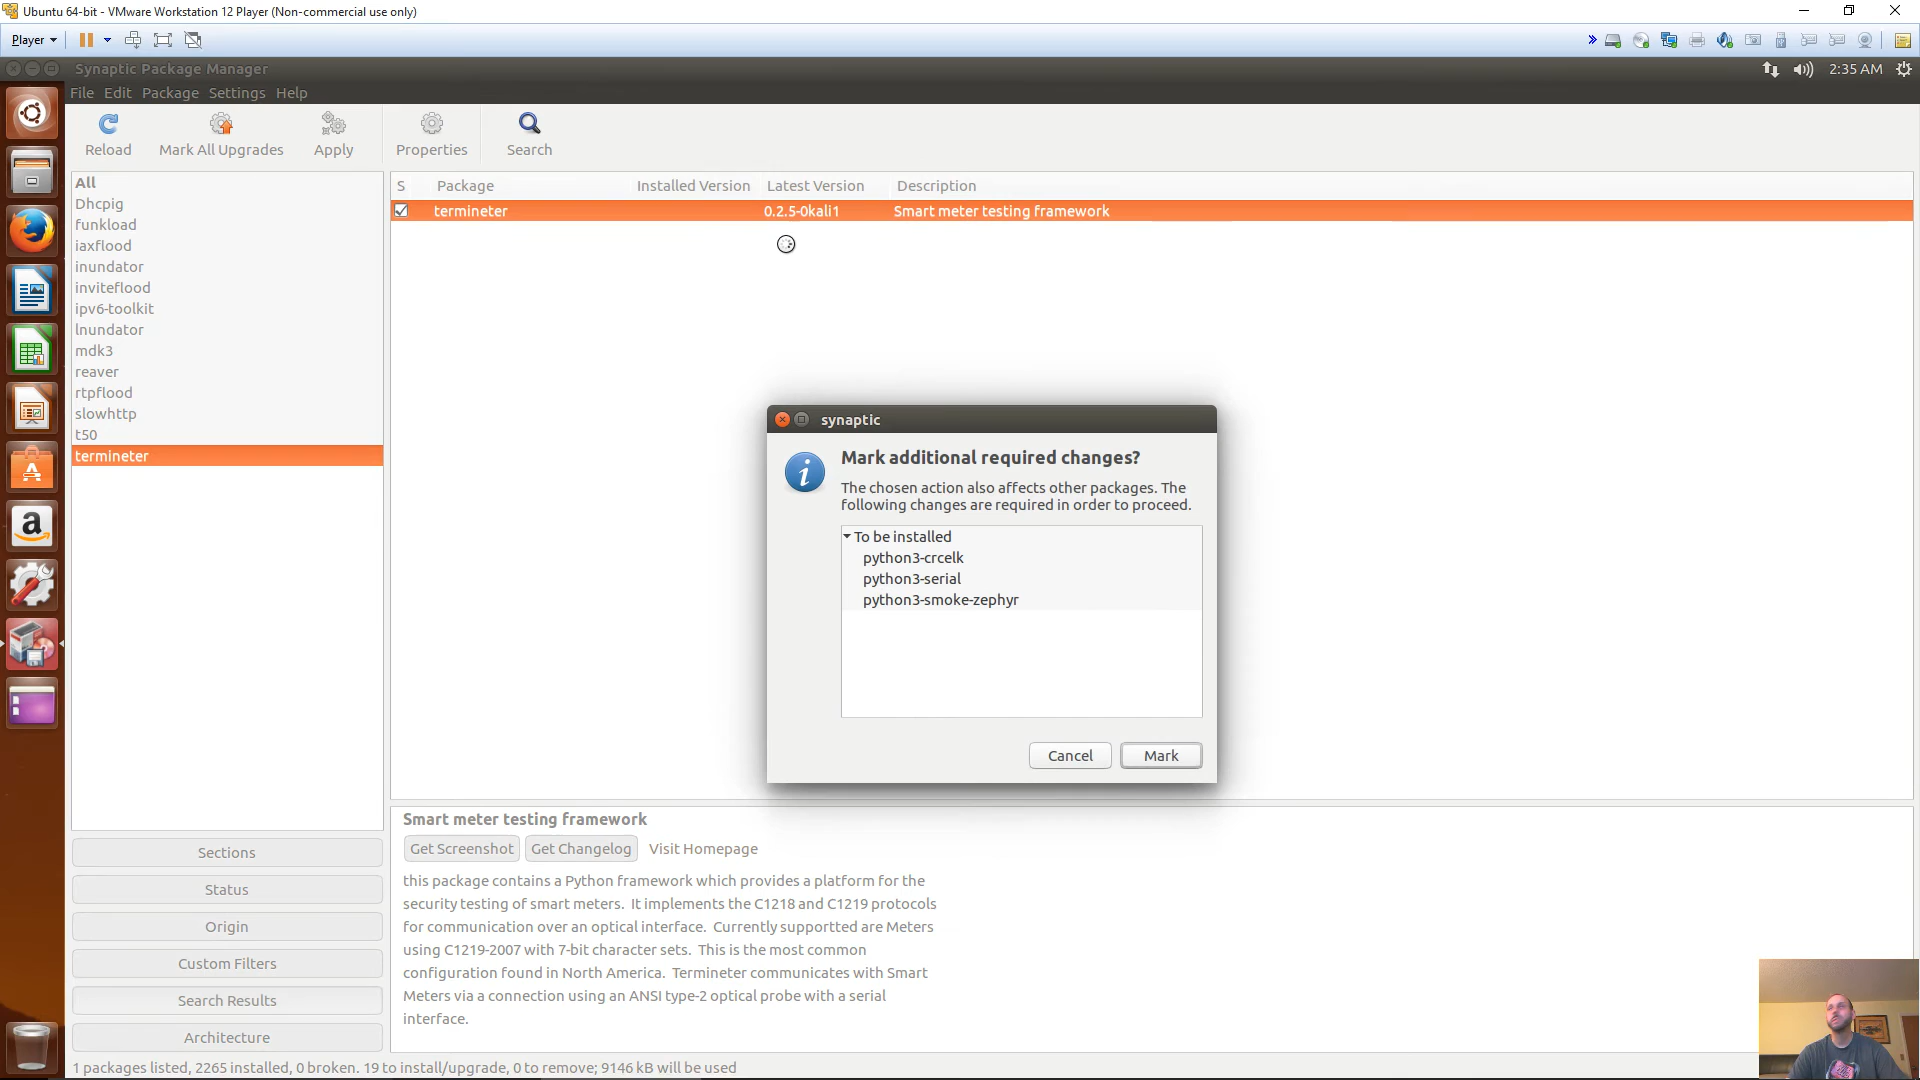 Ubuntu 64-bit - VMware Workstation 12 Player (Non-commercial use only)
Player
Synaptic Package Manager
2:35 AM
File Edit Package Settings Help
Reload Mark All Upgrades Apply Properties Search
All
Dhcpig
funkload
iaxflood
inundator
inviteflood
ipv6-toolkit
lnundator
mdk3
reaver
rtpflood
slowhttp
t50
termineter
S Package Installed Version Latest Version Description
termineter 0.2.5-0kali1 Smart meter testing framework
synaptic
Mark additional required changes?
The chosen action also affects other packages. The
following changes are required in order to proceed.
To be installed
python3-crcelk
python3-serial
python3-smoke-zephyr
Cancel Mark
Sections
Status
Origin
Custom Filters
Search Results
Architecture
Smart meter testing framework
Get Screenshot Get Changelog Visit Homepage
this package contains a Python framework which provides a platform for the
security testing of smart meters. It implements the C1218 and C1219 protocols
for communication over an optical interface. Currently supportted are Meters
using C1219-2007 with 7-bit character sets. This is the most common
configuration found in North America. Termineter communicates with Smart
Meters via a connection using an ANSI type-2 optical probe with a serial
interface.
1 packages listed, 2265 installed, 0 broken. 19 to install/upgrade, 0 to remove; 9146 kB will be used